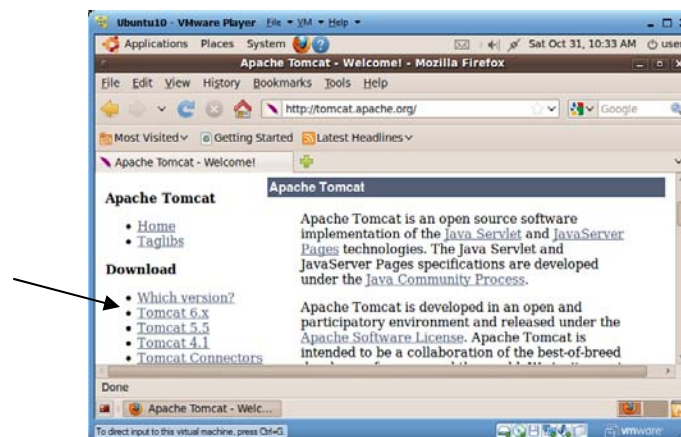 Ubuntu10 - VMware Player File VM Help
Applications Places System Sat Oct 31, 10:33 AM user
Apache Tomcat - Welcome! - Mozilla Firefox
File Edit View History Bookmarks Tools Help
http://tomcat.apache.org/ Google
Most Visited Getting Started Latest Headlines
Apache Tomcat - Welcome!
Apache Tomcat
Home
Taglibs
Download
Which version?
Tomcat 6.x
Tomcat 5.5
Tomcat 4.1
Tomcat Connectors
Apache Tomcat
Apache Tomcat is an open source software
implementation of the Java Servlet and JavaServer
Pages technologies. The Java Servlet and
JavaServer Pages specifications are developed
under the Java Community Process.
Apache Tomcat is developed in an open and
participatory environment and released under the
Apache Software License. Apache Tomcat is
intended to be a collaboration of the best-of-breed
Done
Apache Tomcat - Welc...
To direct input to this virtual machine, press Ctrl+G.
vmware